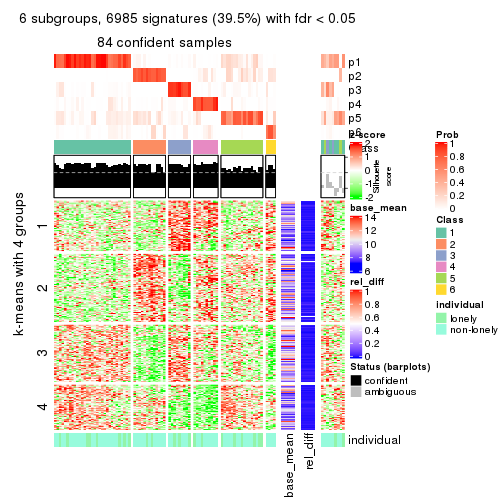 6 subgroups, 6985 signatures (39.5%) with fdr < 0.05
84 confident samples
p1
p2
p3
p4
p5
p6
Class
Silhouette
score
k-means with 4 groups
1
2
3
4
z-score
2
1
0
-1
-2
base_mean
14
12
10
8
6
rel_diff
1
0.8
0.6
0.4
0.2
0
Status (barplots)
confident
ambiguous
Prob
1
0.8
0.6
0.4
0.2
0
Class
1
2
3
4
5
6
individual
lonely
non-lonely
individual
base_mean
rel_diff